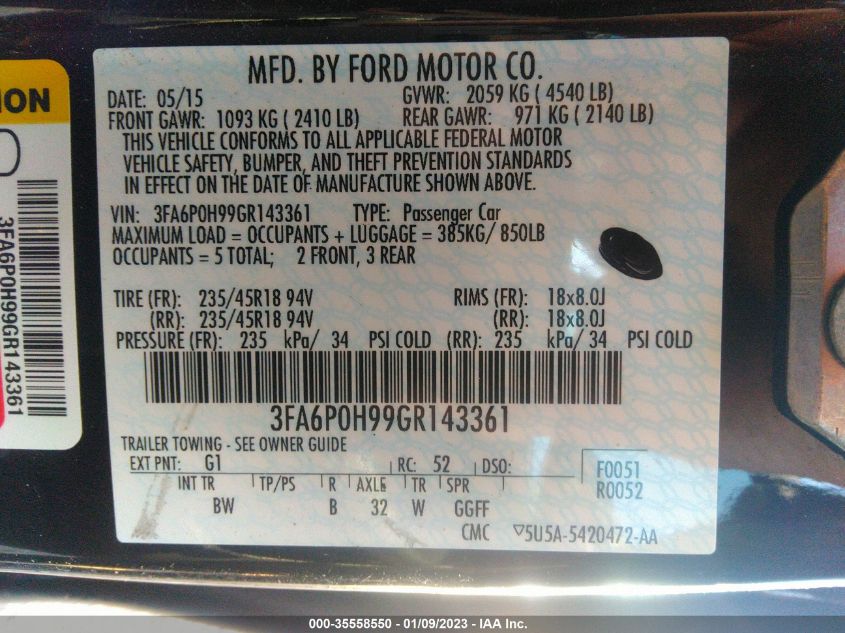 MFD. BY FORD MOTOR CO.
DATE: 05/15 GVWR: 2059 KG ( 4540 LB)
FRONT GAWR: 1093 KG ( 2410 LB) REAR GAWR: 971 KG ( 2140 LB)
THIS VEHICLE CONFORMS TO ALL APPLICABLE FEDERAL MOTOR
VEHICLE SAFETY, BUMPER, AND THEFT PREVENTION STANDARDS
IN EFFECT ON THE DATE OF MANUFACTURE SHOWN ABOVE.
VIN: 3FA6P0H99GR143361 TYPE: Passenger Car
MAXIMUM LOAD = OCCUPANTS + LUGGAGE = 385KG/ 850LB
OCCUPANTS = 5 TOTAL; 2 FRONT, 3 REAR
TIRE (FR): 235/45R18 94V RIMS (FR): 18x8.0J
(RR): 235/45R18 94V (RR): 18x8.0J
PRESSURE (FR): 235 kPa/ 34 PSI COLD (RR): 235 kPa/ 34 PSI COLD
3FA6P0H99GR143361
TRAILER TOWING - SEE OWNER GUIDE
EXT PNT: G1 RC: 52 DSO: F0051
INT TR TP/PS R AXLE TR SPR R0052
BW B 32 W GGFF
CMC ▽5U5A-5420472-AA
ION
3FA6P0H99GR143361
000-35558550 - 01/09/2023 - IAA Inc.